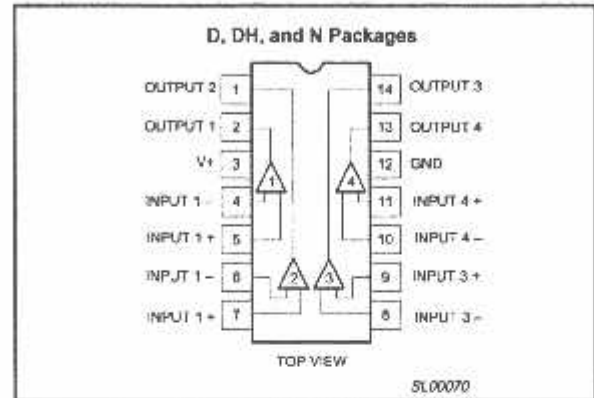 D, DH, and N Packages
OUTPUT 2 1 14 OUTPUT 3
OUTPUT 1 2 13 OUTPUT 4
V+ 3 12 GND
1 4
INPUT 1 – 4 11 INPUT 4 +
INPUT 1 + 5 10 INPUT 4 –
INPUT 1 – 6 9 INPUT 3 +
2 3
INPUT 1 + 7 8 INPUT 3 –
TOP VIEW
SL00070